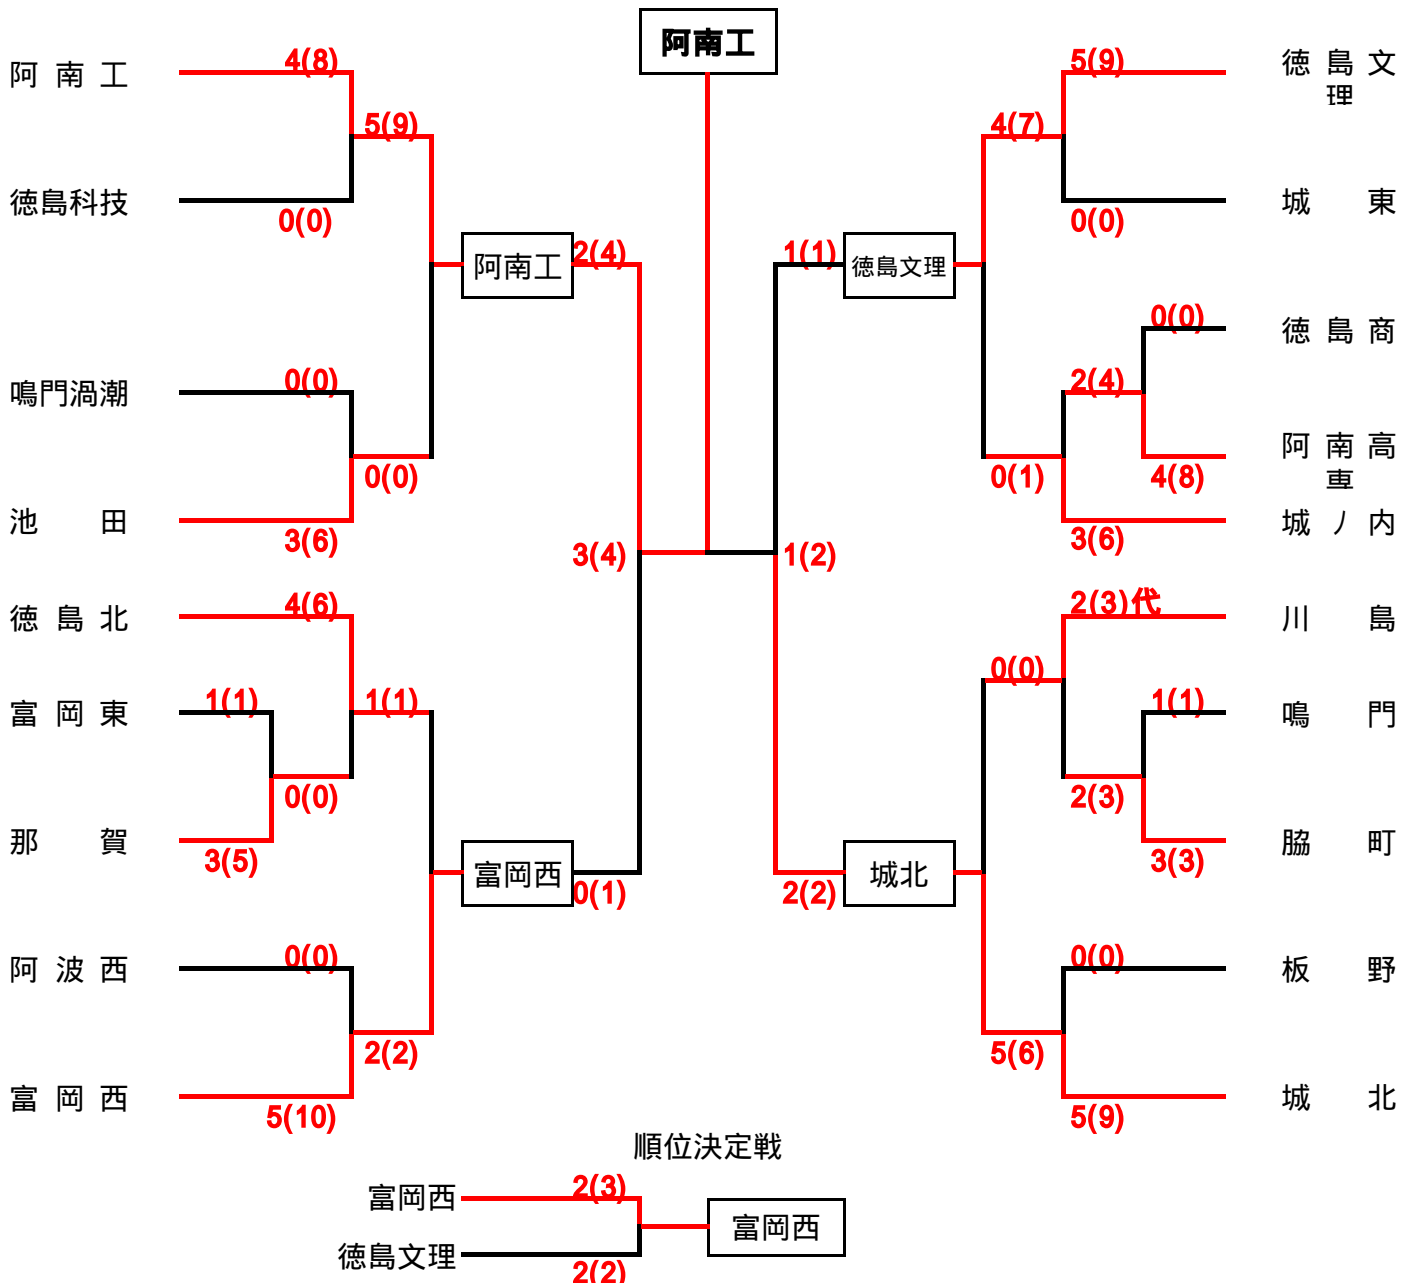 阿南工
阿南工
4(8)
5(9)
徳島科技
0(0)
阿南工
2(4)
鳴門渦潮
0(0)
0(0)
池田
3(6)
3(4)
徳島北
4(6)
富岡東
1(1)
1(1)
0(0)
那賀
3(5)
富岡西
0(1)
阿波西
0(0)
2(2)
富岡西
5(10)
5(9)
徳島文
理
4(7)
城東
0(0)
1(1)
徳島文理
0(0)
徳島商
2(4)
阿南高
専
4(8)
0(1)
城ノ内
3(6)
1(2)
2(3)代
川島
0(0)
1(1)
鳴門
2(3)
脇町
3(3)
城北
2(2)
0(0)
板野
5(6)
城北
5(9)
順位決定戦
富岡西
2(3)
富岡西
徳島文理
2(2)